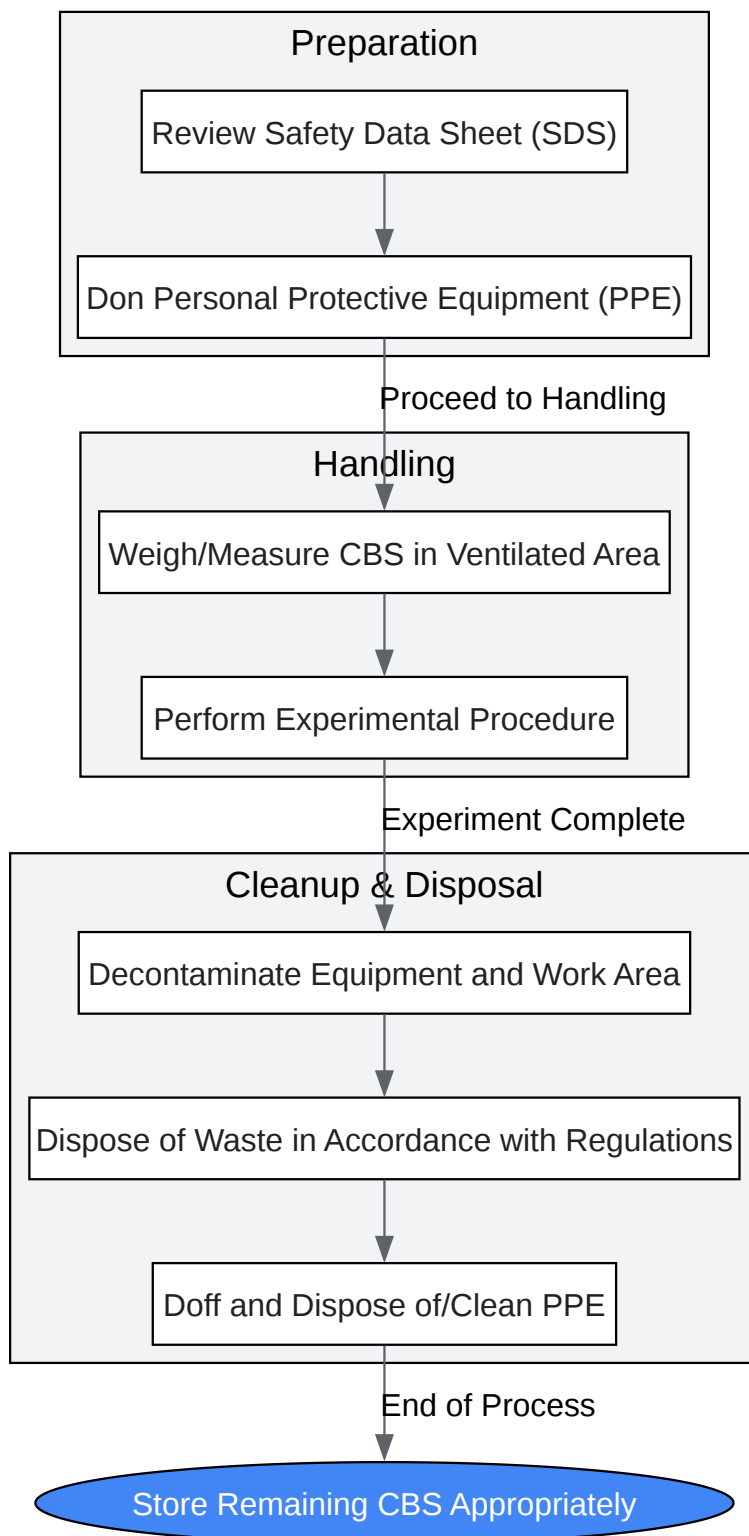 Preparation
Review Safety Data Sheet (SDS)
Don Personal Protective Equipment (PPE)
Proceed to Handling
Handling
Weigh/Measure CBS in Ventilated Area
Perform Experimental Procedure
Experiment Complete
Cleanup & Disposal
Decontaminate Equipment and Work Area
Dispose of Waste in Accordance with Regulations
Doff and Dispose of/Clean PPE
End of Process
Store Remaining CBS Appropriately